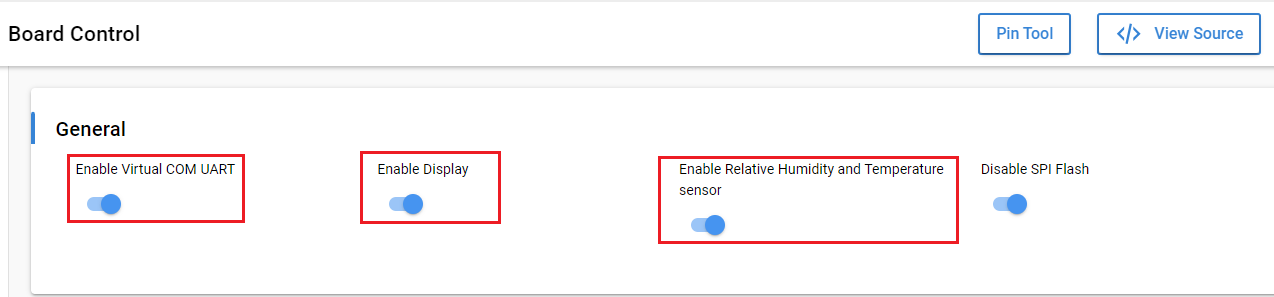 Board Control
Pin Tool
</> View Source
General
Enable Virtual COM UART
Enable Display
Enable Relative Humidity and Temperature
sensor
Disable SPI Flash